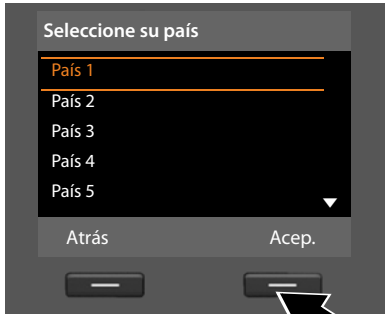 Seleccione su país
País 1
País 2
País 3
País 4
País 5
Atrás Acep.